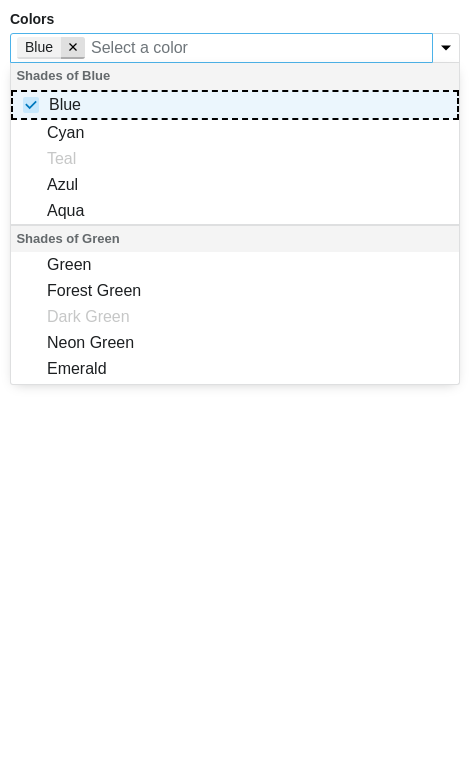 Colors
Blue Select a color
Shades of Blue
Blue
Cyan
Teal
Azul
Aqua
Shades of Green
Green
Forest Green
Dark Green
Neon Green
Emerald